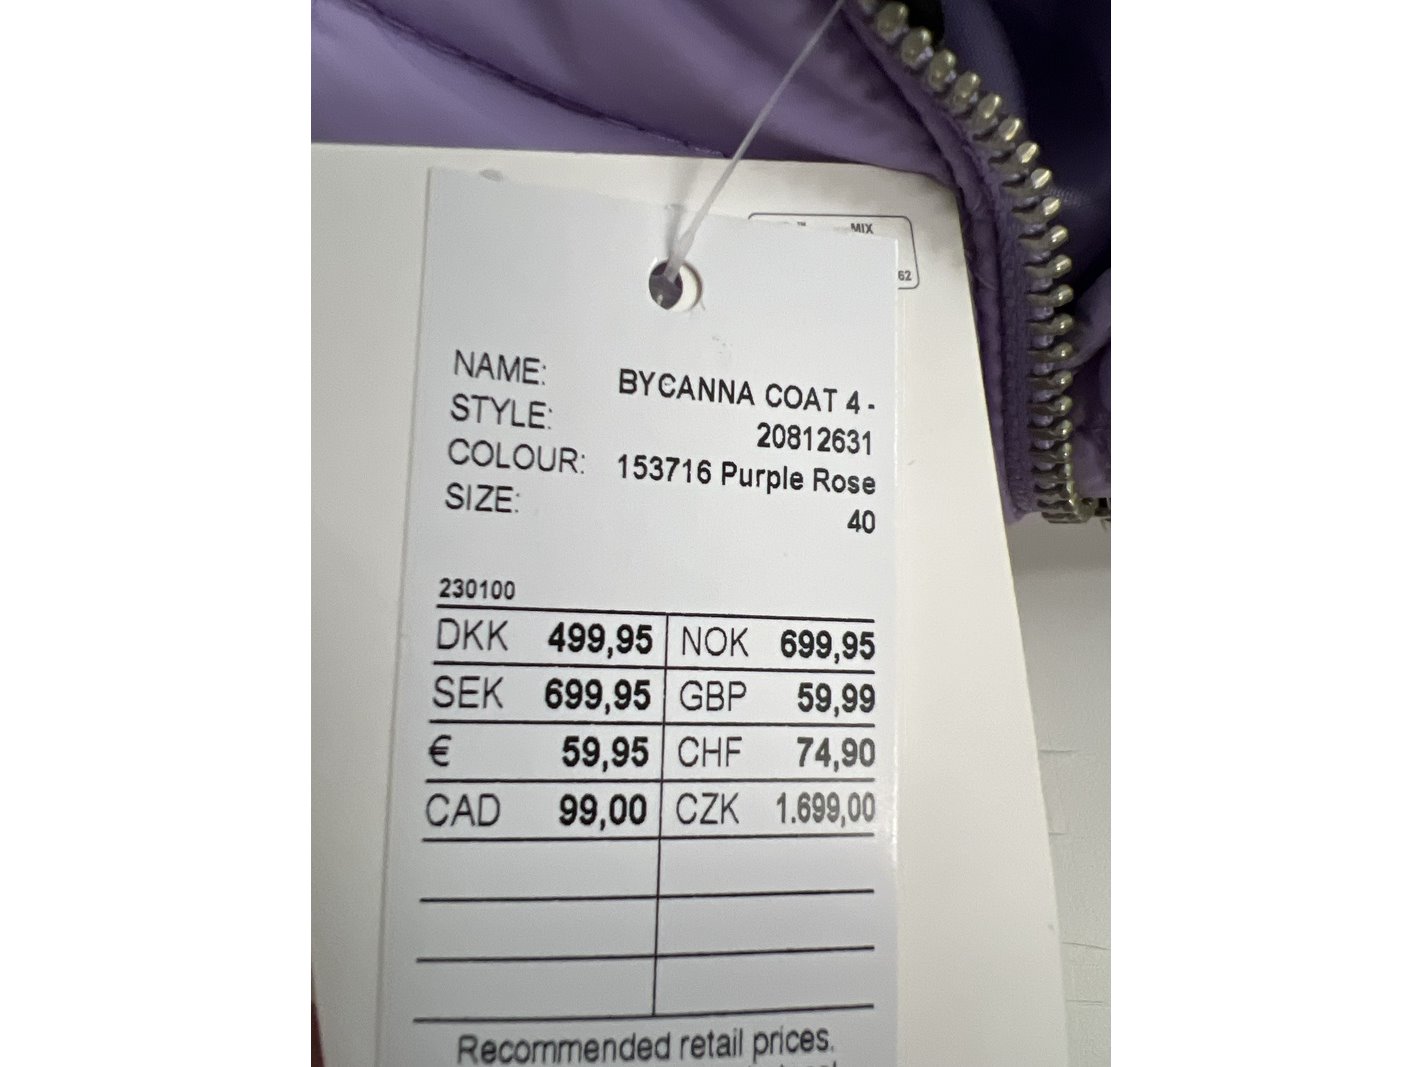 ™ MIX
62
NAME: BYCANNA COAT 4 -
STYLE: 20812631
COLOUR: 153716 Purple Rose
SIZE: 40
230100
DKK 499,95 NOK 699,95
SEK 699,95 GBP 59,99
€ 59,95 CHF 74,90
CAD 99,00 CZK 1.699,00
Recommended retail prices.